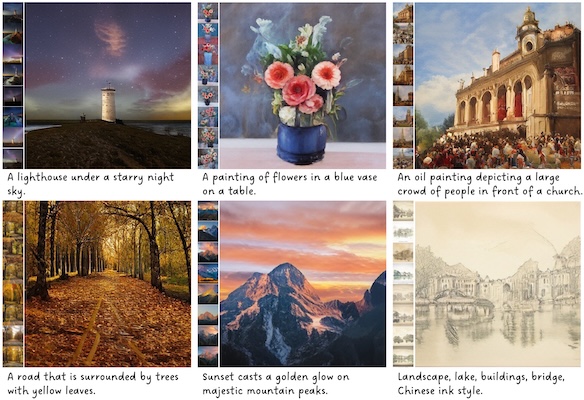 A lighthouse under a starry night
sky.
A painting of flowers in a blue vase
on a table.
An oil painting depicting a large
crowd of people in front of a church.
A road that is surrounded by trees
with yellow leaves.
Sunset casts a golden glow on
majestic mountain peaks.
Landscape, lake, buildings, bridge,
Chinese ink style.